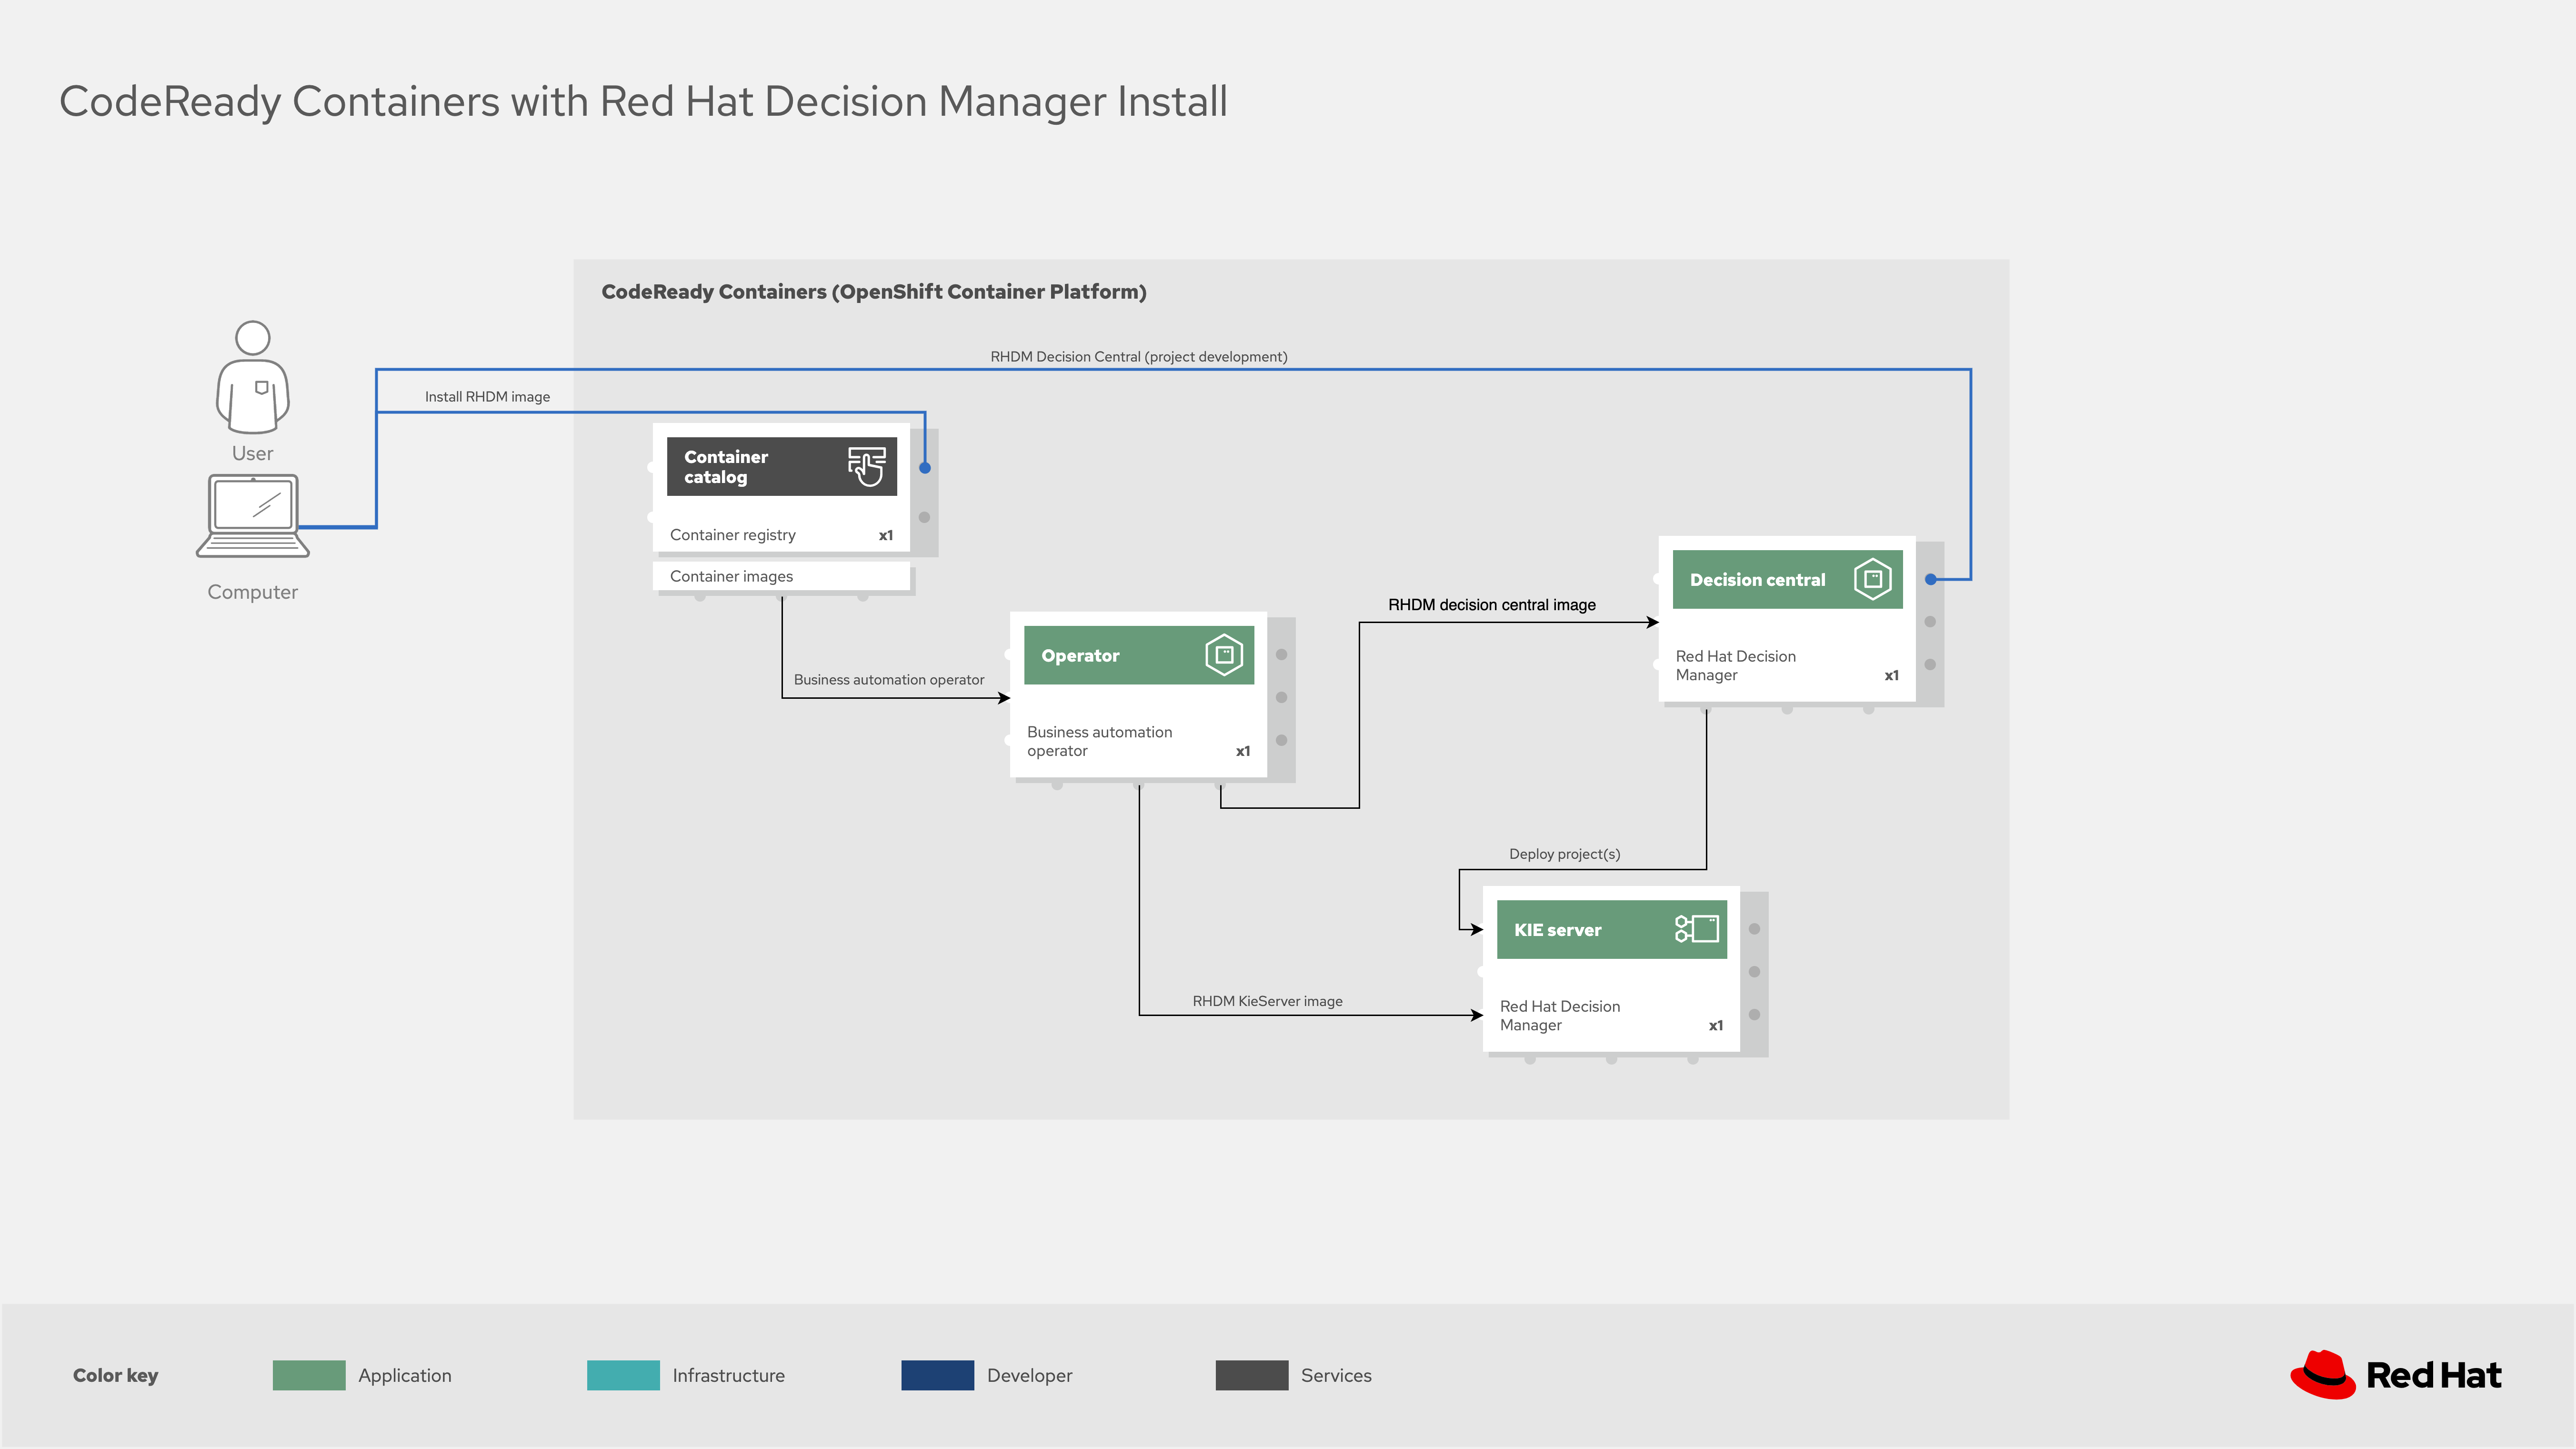 CodeReady Containers with Red Hat Decision Manager Install
CodeReady Containers (OpenShift Container Platform)
RHDM Decision Central (project development)
Install RHDM image
User
Computer
Container
catalog
Container registry x1
Container images
Business automation operator
Operator
Business automation
operator x1
RHDM decision central image
Decision central
Red Hat Decision
Manager x1
Deploy project(s)
KIE server
Red Hat Decision
Manager x1
RHDM KieServer image
Color key Application Infrastructure Developer Services
Red Hat